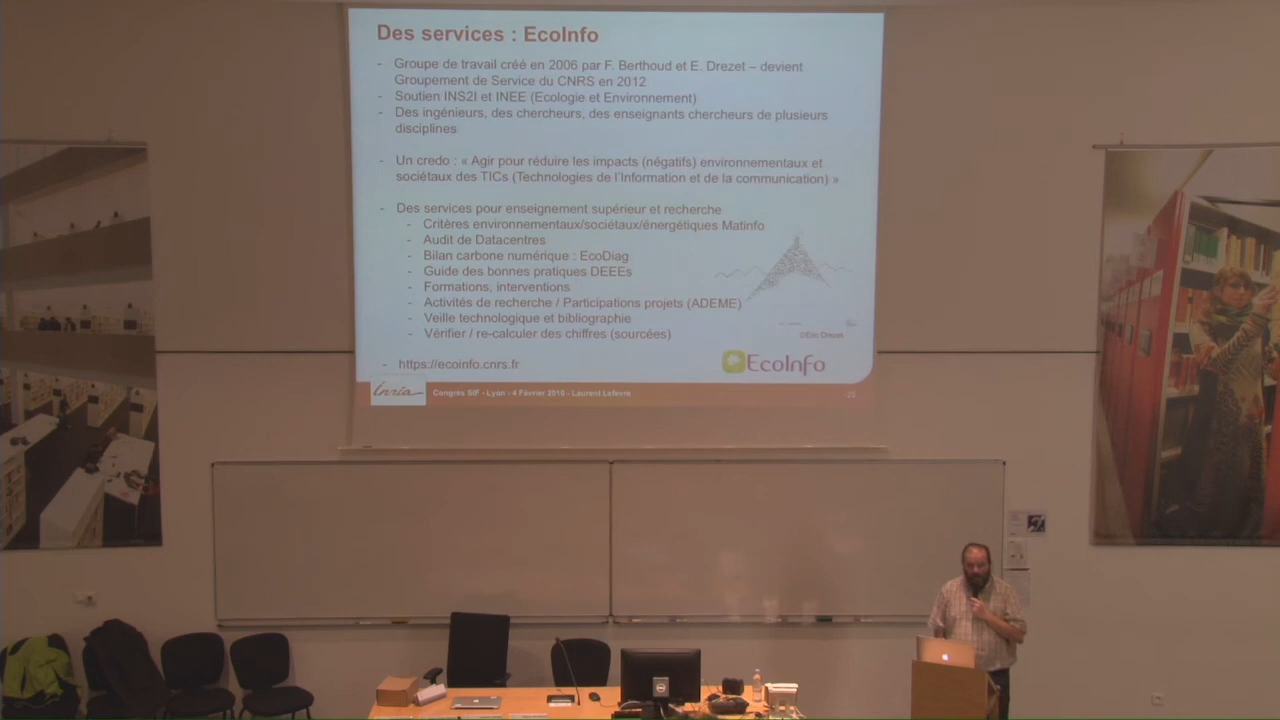 Des services : EcoInfo
- Groupe de travail créé en 2006 par F. Berthoud et E. Drezet – devient
Groupement de Service du CNRS en 2012
- Soutien INS2I et INEE (Ecologie et Environnement)
- Des ingénieurs, des chercheurs, des enseignants chercheurs de plusieurs
disciplines
- Un credo : « Agir pour réduire les impacts (négatifs) environnementaux et
sociétaux des TICs (Technologies de l'Information et de la communication) »
- Des services pour enseignement supérieur et recherche
- Critères environnementaux/sociétaux/énergétiques Matinfo
- Audit de Datacentres
- Bilan carbone numérique : EcoDiag
- Guide des bonnes pratiques DEEEs
- Formations, interventions
- Activités de recherche / Participations projets (ADEME)
- Veille technologique et bibliographie
- Vérifier / re-calculer des chiffres (sourcées)
©Eric Drezet
- https://ecoinfo.cnrs.fr
EcoInfo
Inria
Lyon - 4 Février 2016 - Laurent Lefevre
DELL